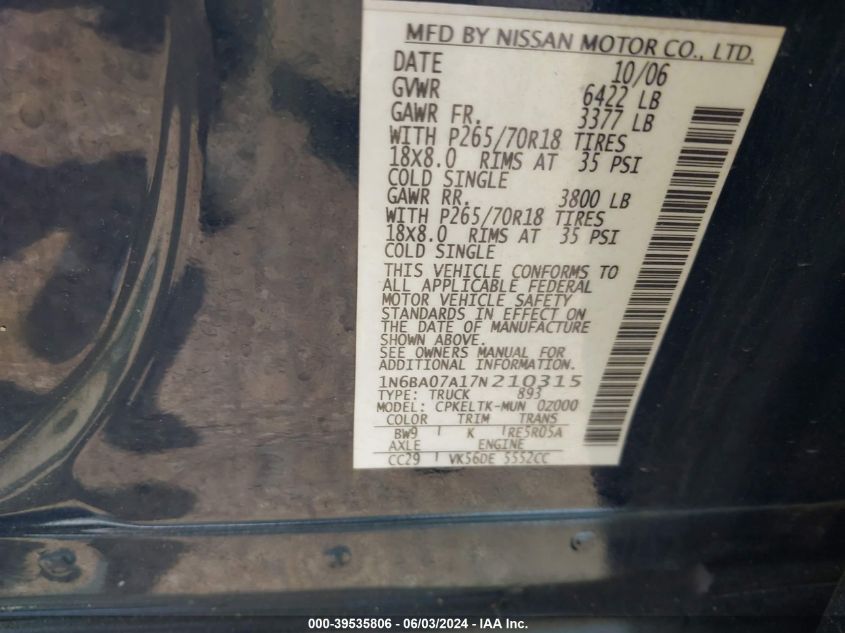 MFD BY NISSAN MOTOR CO., LTD.
DATE 10/06
GVWR 6422 LB
GAWR FR. 3377 LB
WITH P265/70R18 TIRES
18X8.0 RIMS AT 35 PSI
COLD SINGLE
GAWR RR. 3800 LB
WITH P265/70R18 TIRES
18X8.0 RIMS AT 35 PSI
COLD SINGLE
THIS VEHICLE CONFORMS TO
ALL APPLICABLE FEDERAL
MOTOR VEHICLE SAFETY
STANDARDS IN EFFECT ON
THE DATE OF MANUFACTURE
SHOWN ABOVE.
SEE OWNERS MANUAL FOR
ADDITIONAL INFORMATION.
1N6BA07A17N210315
TYPE: TRUCK 893
MODEL: CPKELTK-MUN 0Z000
COLOR TRIM TRANS
BW9 K RE5R05A
AXLE ENGINE
CC29 VK56DE 5552CC
000-39535806 - 06/03/2024 - IAA Inc.